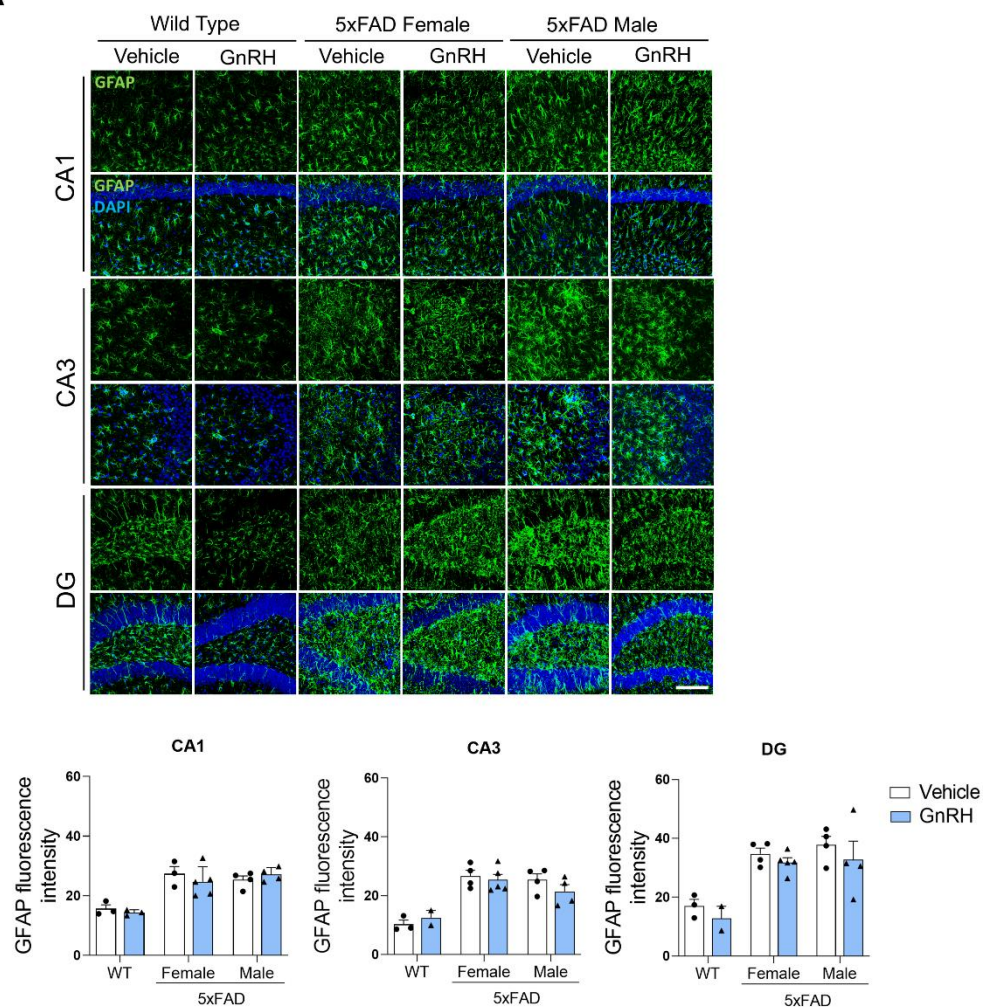 Wild Type 5xFAD Female 5xFAD Male
Vehicle GnRH Vehicle GnRH Vehicle GnRH
GFAP
CA1
GFAP
DAPI
CA3
DG
CA1
60
40
20
0
GFAP fluorescence
intensity
WT Female Male
5xFAD
CA3
60
40
20
0
GFAP fluorescence
intensity
WT Female Male
5xFAD
DG
60
40
20
0
GFAP fluorescence
intensity
WT Female Male
5xFAD
Vehicle
GnRH